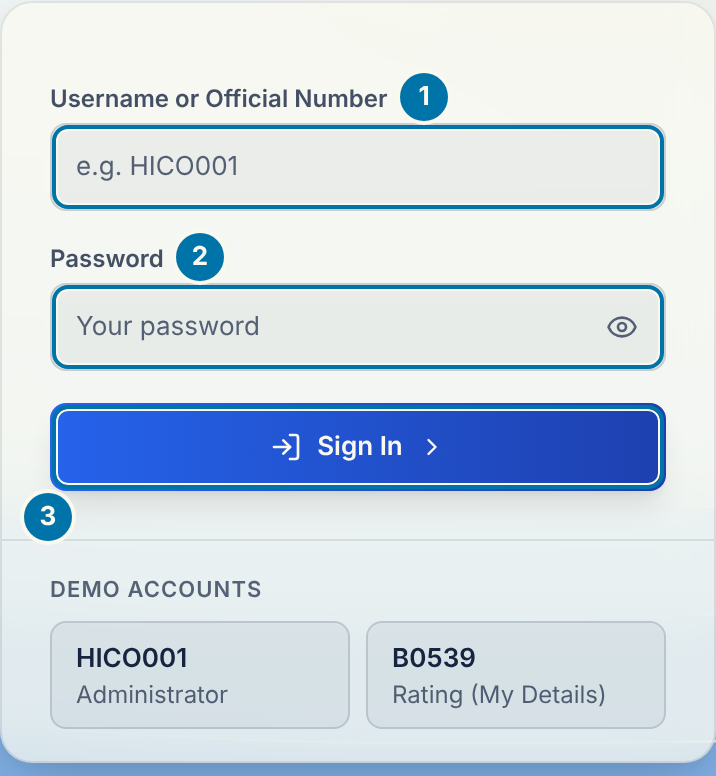 Username or Official Number 1
e.g. HICO001
Password 2
Your password
Sign In
3
DEMO ACCOUNTS
HICO001
Administrator
B0539
Rating (My Details)